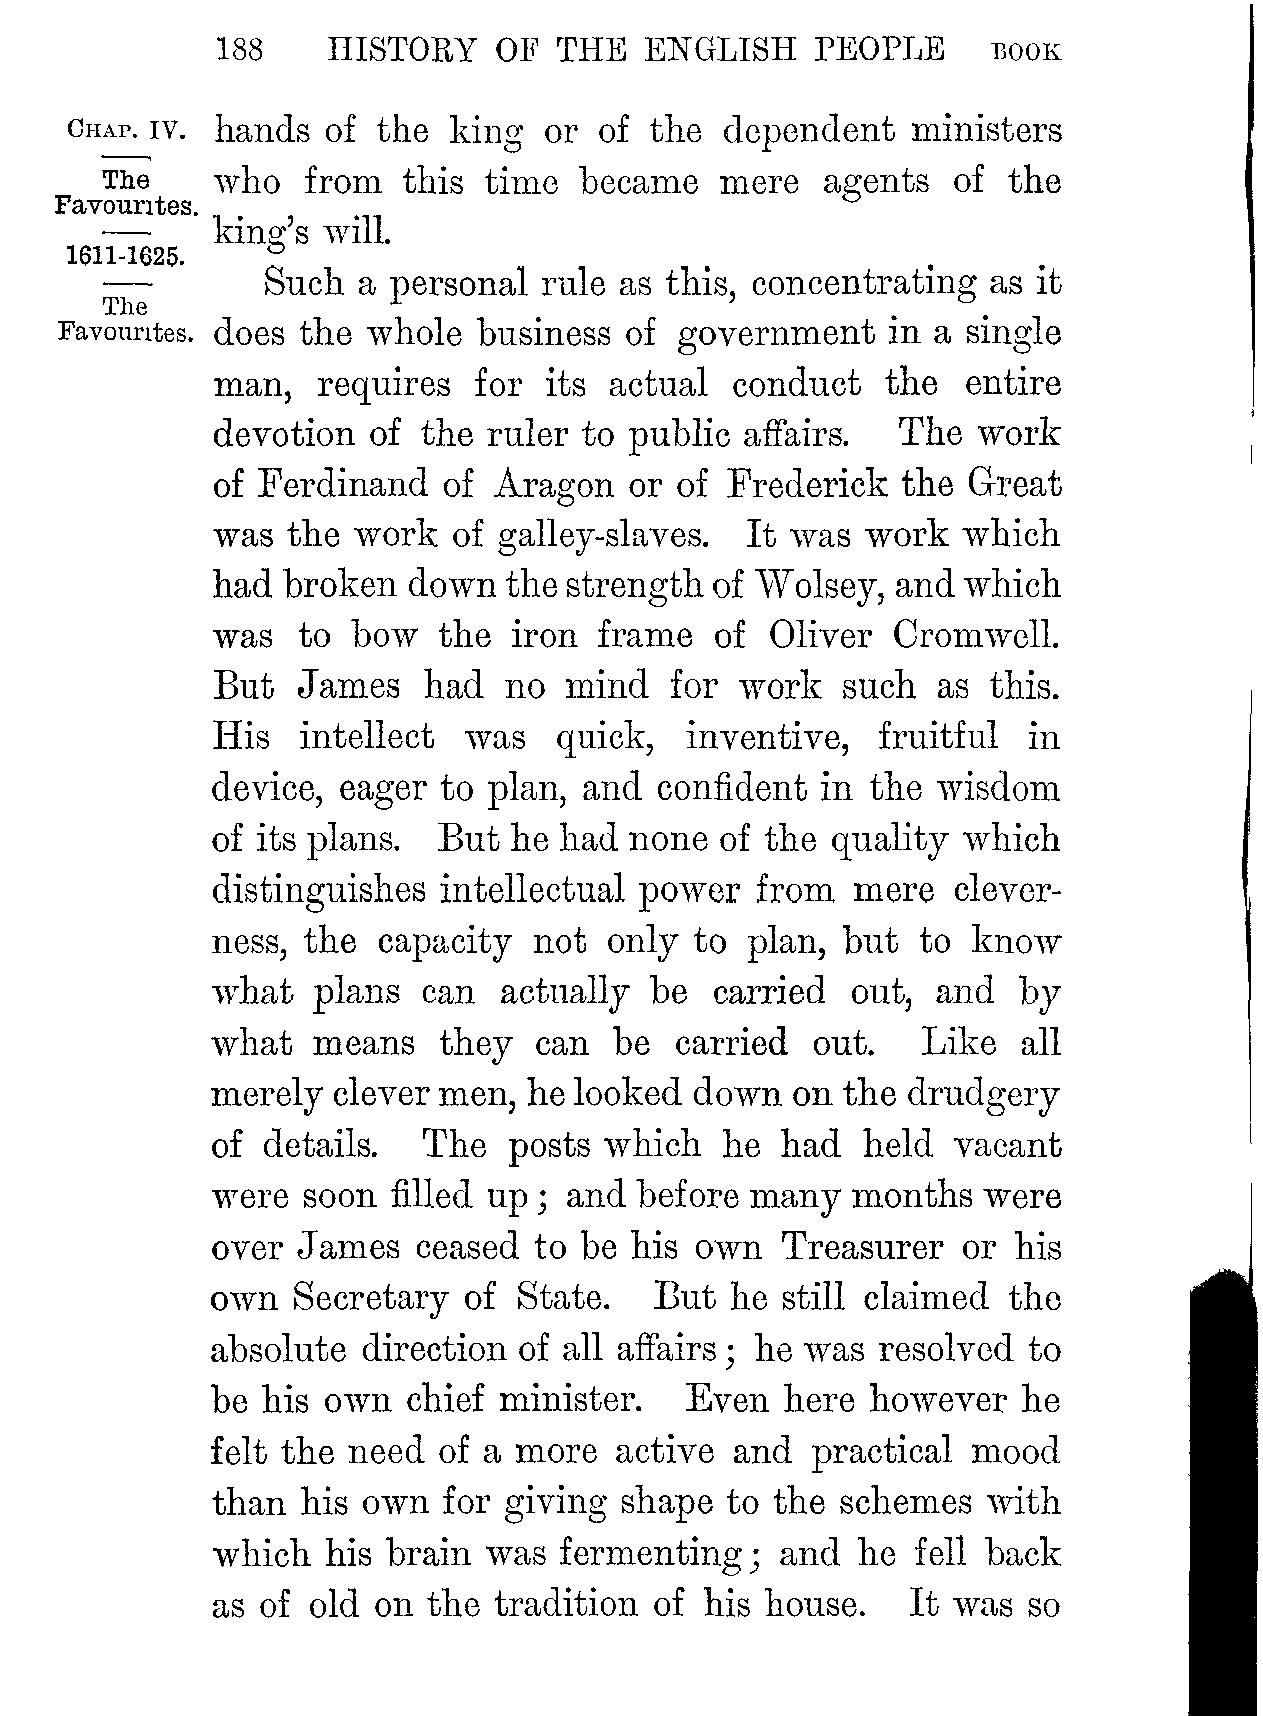 188 HISTORY OF THE ENGLISH PEOPLE BOOK
CHAP. IV.
The
Favourites.
1611-1625.
The
Favourites.
hands of the king or of the dependent ministers
who from this time became mere agents of the
king's will.
Such a personal rule as this, concentrating as it
does the whole business of government in a single
man, requires for its actual conduct the entire
devotion of the ruler to public affairs. The work
of Ferdinand of Aragon or of Frederick the Great
was the work of galley-slaves. It was work which
had broken down the strength of Wolsey, and which
was to bow the iron frame of Oliver Cromwell.
But James had no mind for work such as this.
His intellect was quick, inventive, fruitful in
device, eager to plan, and confident in the wisdom
of its plans. But he had none of the quality which
distinguishes intellectual power from mere clever-
ness, the capacity not only to plan, but to know
what plans can actually be carried out, and by
what means they can be carried out. Like all
merely clever men, he looked down on the drudgery
of details. The posts which he had held vacant
were soon filled up; and before many months were
over James ceased to be his own Treasurer or his
own Secretary of State. But he still claimed the
absolute direction of all affairs; he was resolved to
be his own chief minister. Even here however he
felt the need of a more active and practical mood
than his own for giving shape to the schemes with
which his brain was fermenting; and he fell back
as of old on the tradition of his house. It was so